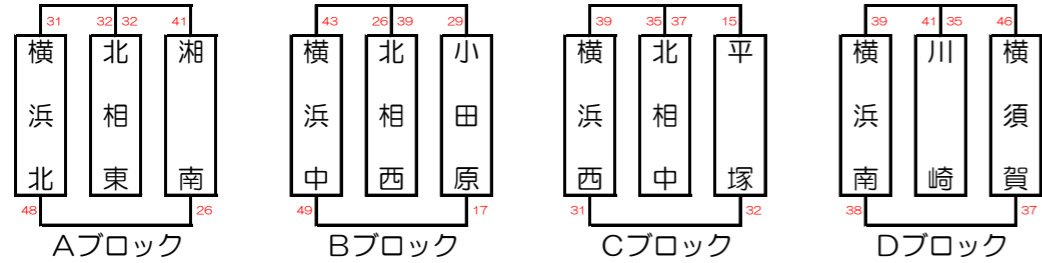 31 32 32 41 43 26 39 29 39 35 37 15 39 41 35 46
横浜北 北相東 湘南 横浜中 北相西 小田原 横浜西 北相中 平塚 横浜南 川崎 横須賀
48 26 49 17 31 32 38 37
Aブロック Bブロック Cブロック Dブロック